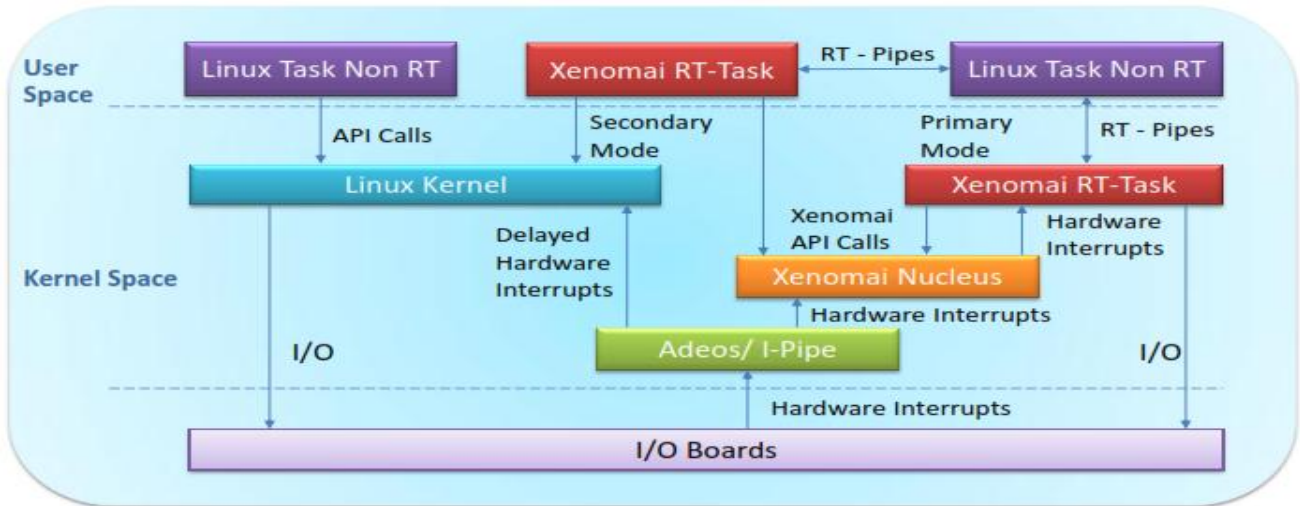 User
Space
Linux Task Non RT
Xenomai RT-Task
RT - Pipes
Linux Task Non RT
API Calls
Secondary
Mode
Primary
Mode
RT - Pipes
Linux Kernel
Xenomai RT-Task
Kernel Space
Delayed
Hardware
Interrupts
Xenomai
API Calls
Hardware
Interrupts
Xenomai Nucleus
Hardware Interrupts
Adeos/ I-Pipe
I/O
I/O
Hardware Interrupts
I/O Boards